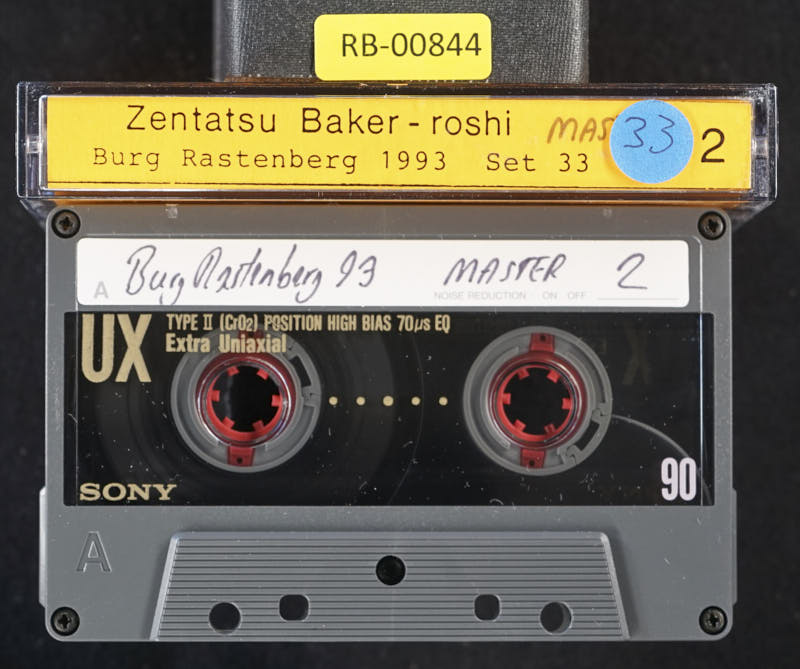 RB-00844
Zentatsu Baker-roshi MAS 33 2
Burg Rastenberg 1993 Set 33
A Burg Rastenberg 93 MASTER 2
NOISE REDUCTION ON OFF
UX TYPE II (CrO2) POSITION HIGH BIAS 70µs EQ
Extra Uniaxial
SONY 90
A